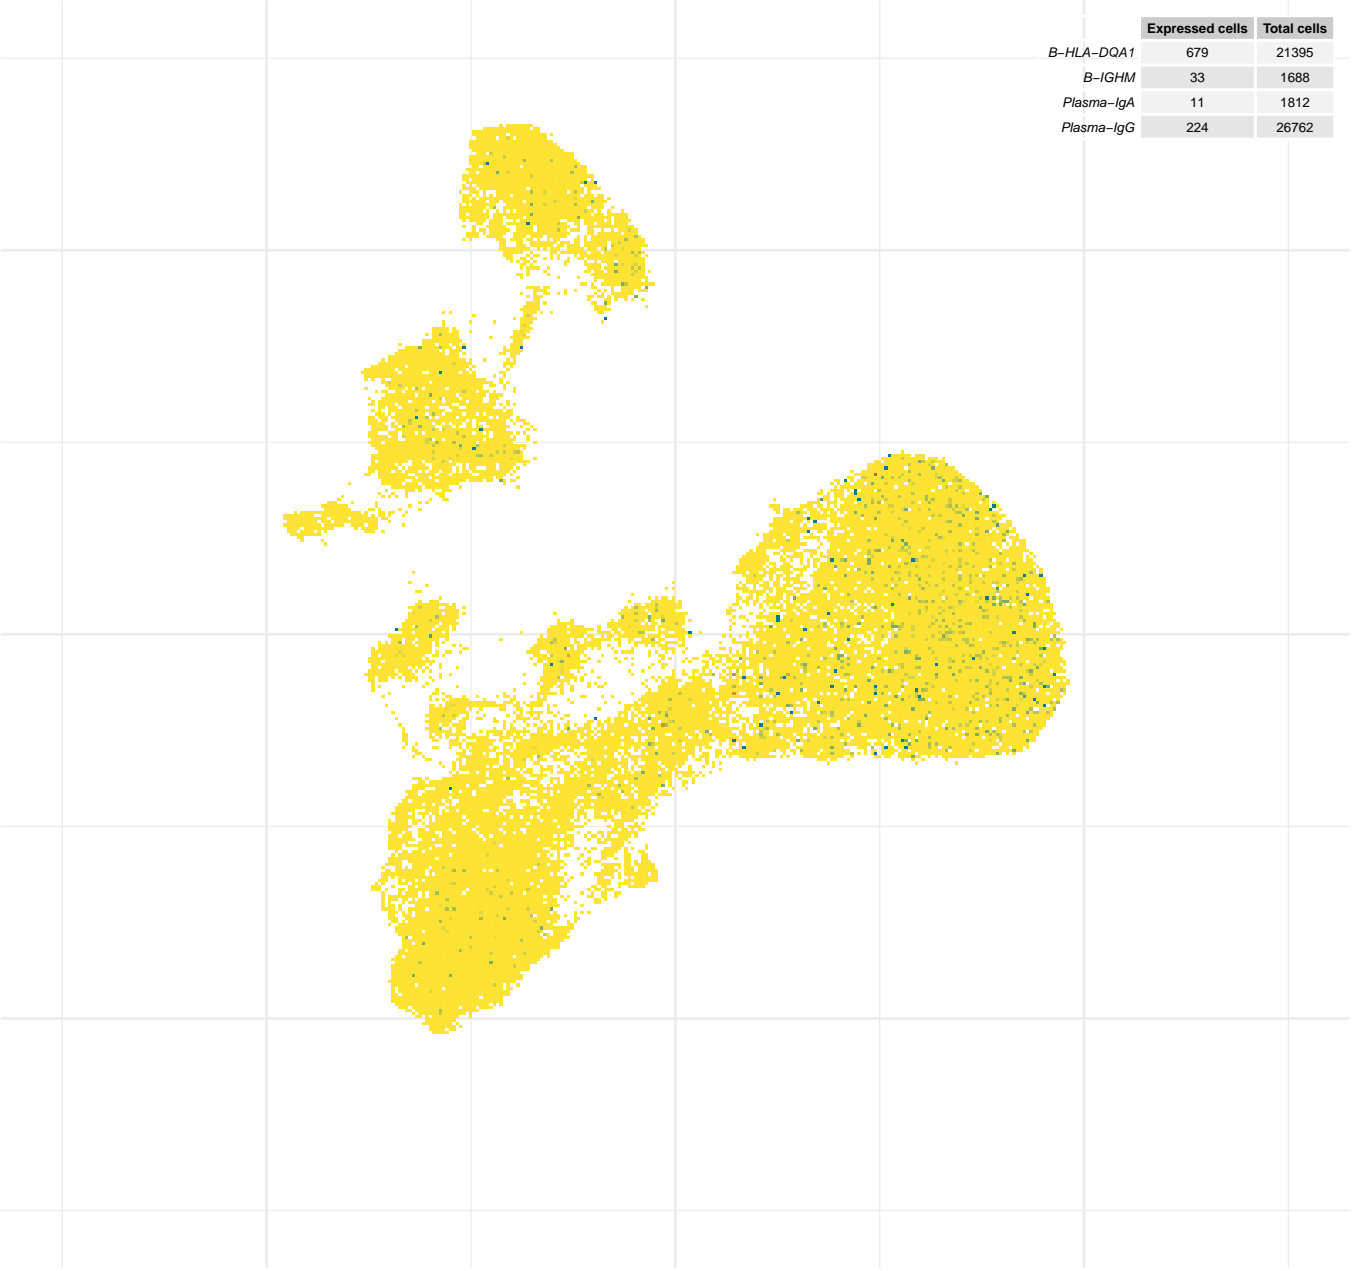 Expressed cells Total cells
B−HLA−DQA1 679 21395
B−IGHM 33 1688
Plasma−IgA 11 1812
Plasma−IgG 224 26762